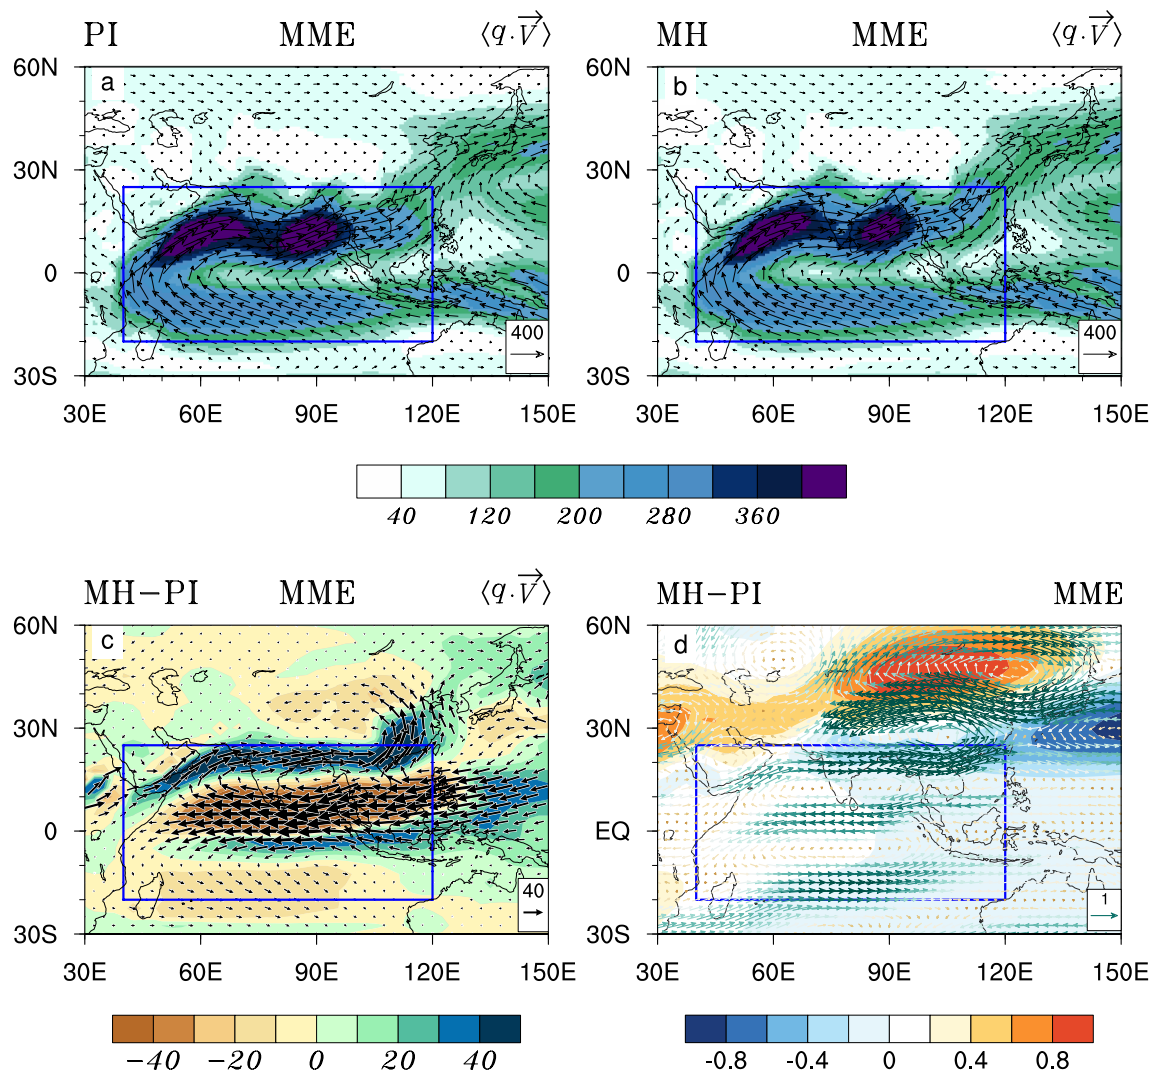 PI MME ⟨q·V⃗⟩
MH MME ⟨q·V⃗⟩
60N
30N
0
30S
a
400
30E 60E 90E 120E 150E
60N
30N
0
30S
b
400
30E 60E 90E 120E 150E
40 120 200 280 360
MH−PI MME ⟨q·V⃗⟩
MH−PI MME
60N
30N
0
30S
c
40
30E 60E 90E 120E 150E
60N
30N
EQ
30S
d
1
30E 60E 90E 120E 150E
−40 −20 0 20 40
-0.8 -0.4 0 0.4 0.8